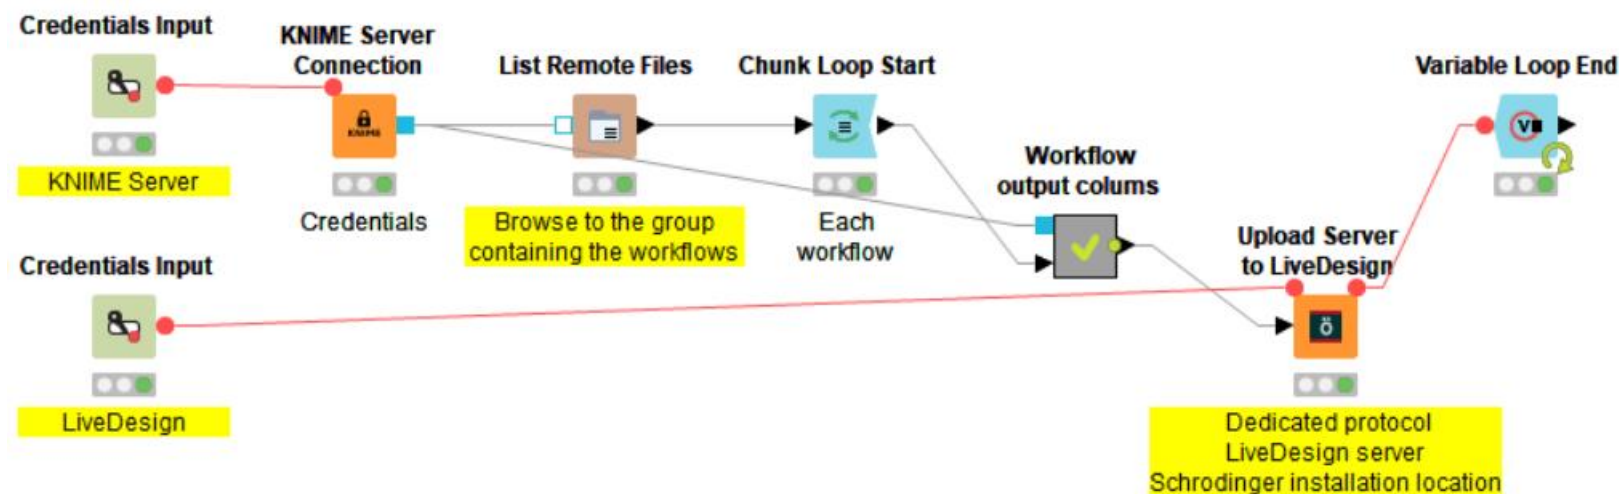 Credentials Input
KNIME Server
KNIME Server
Connection
KNIME
Credentials
List Remote Files
Browse to the group
containing the workflows
Chunk Loop Start
Each
workflow
Workflow
output colums
Credentials Input
LiveDesign
Upload Server
to LiveDesign
ö
Dedicated protocol
LiveDesign server
Schrodinger installation location
Variable Loop End
V